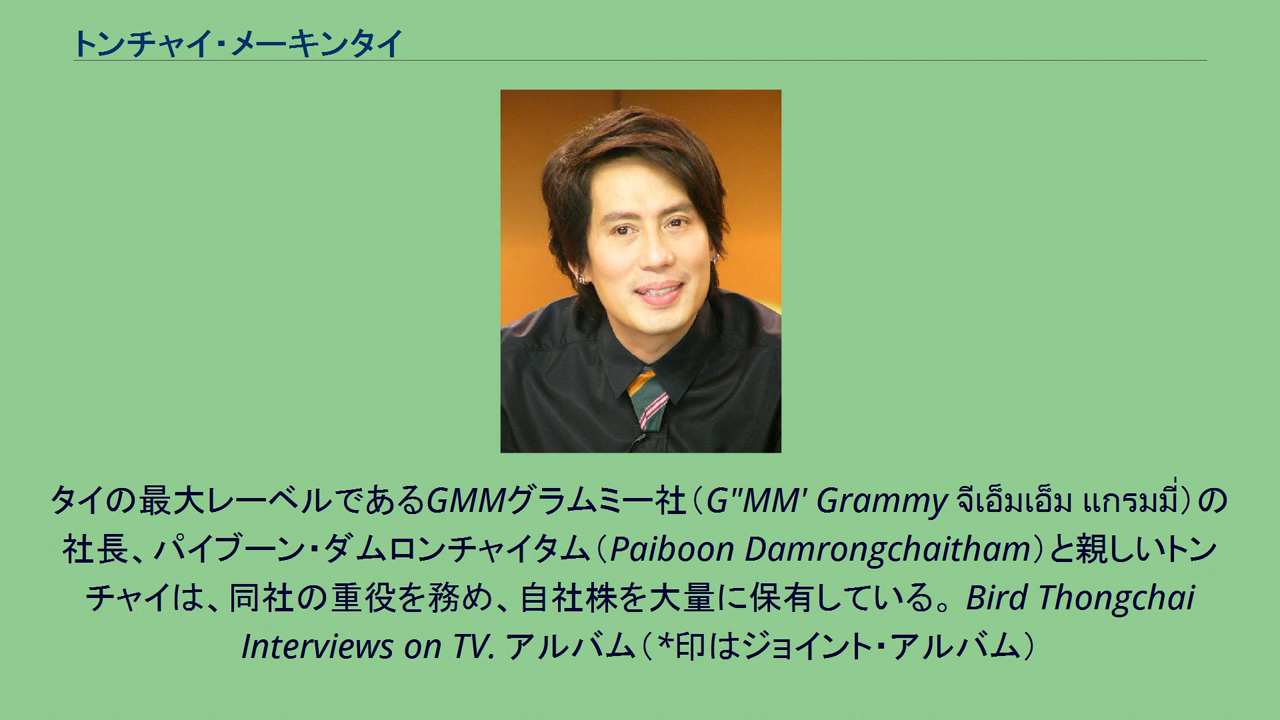 トンチャイ・メーキンタイ
タイの最大レーベルであるGMMグラムミー社（G"MM' Grammy จีเอ็มเอ็ม แกรมมี่）の
社長、パイブーン・ダムロンチャイタム（Paiboon Damrongchaitham）と親しいトン
チャイは、同社の重役を務め、自社株を大量に保有している。 Bird Thongchai
Interviews on TV. アルバム（*印はジョイント・アルバム）